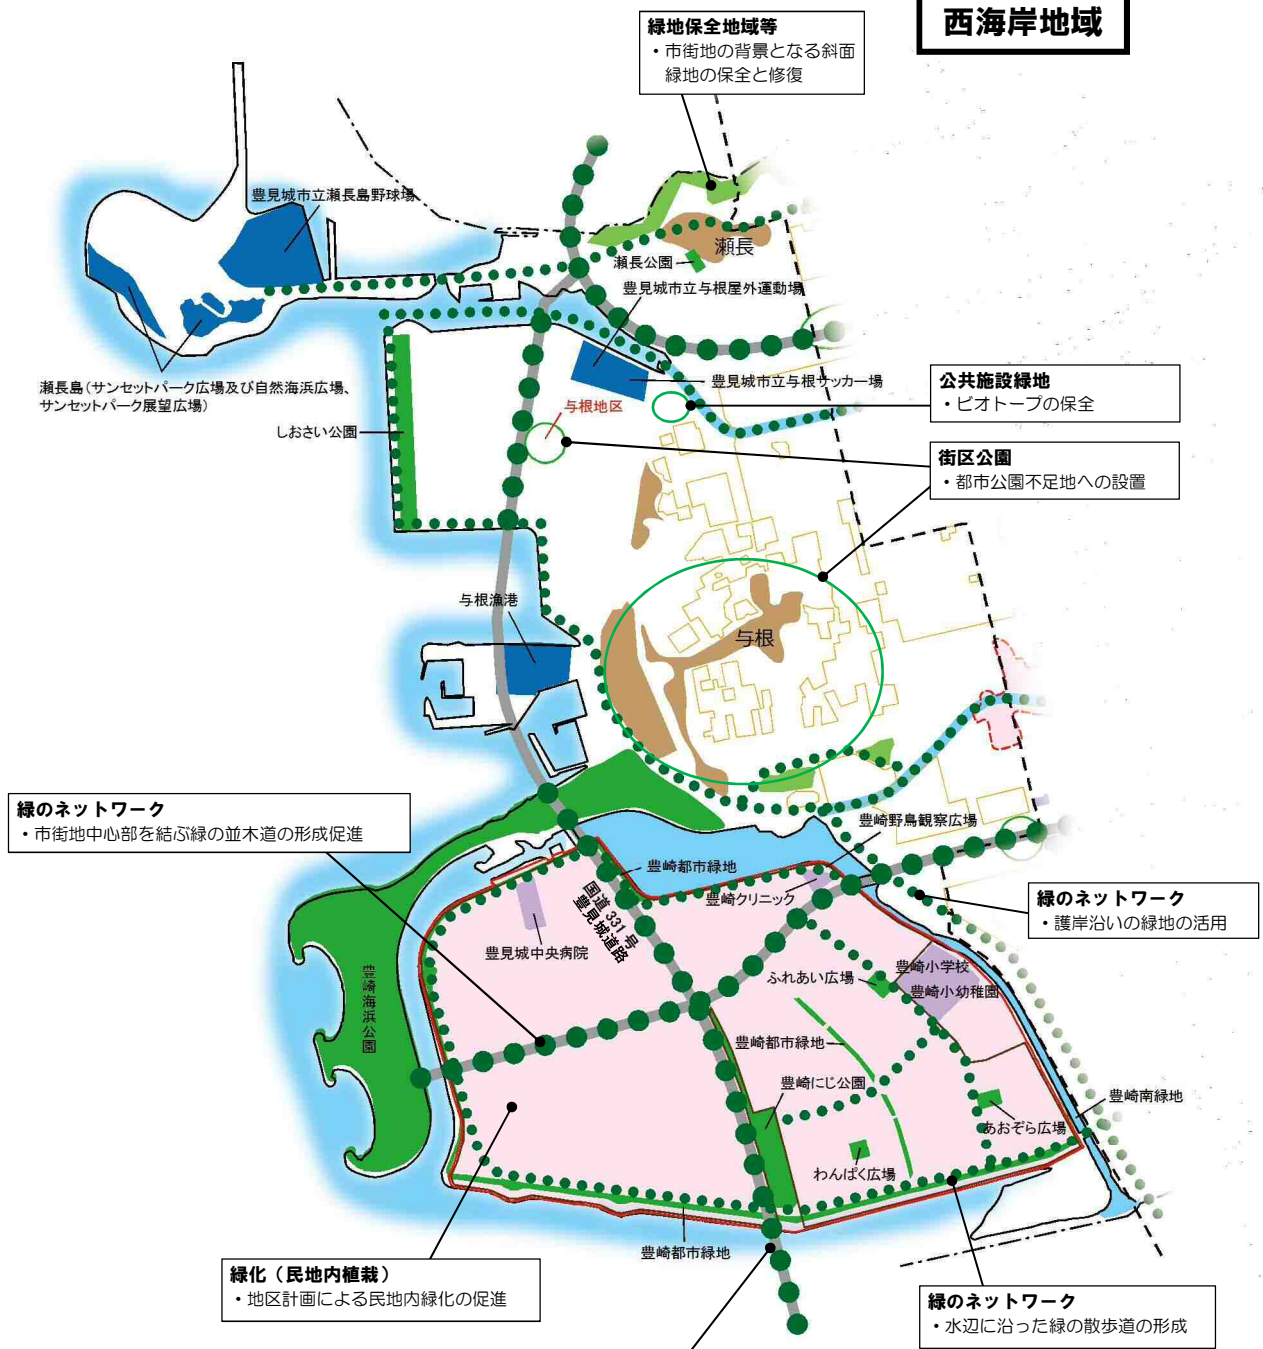 西海岸地域
緑地保全地域等
・市街地の背景となる斜面
緑地の保全と修復
豊見城市立瀬長島野球場
瀬長
瀬長公園
豊見城市立与根屋外運動場
瀬長島(サンセットパーク広場及び自然海浜広場、
サンセットパーク展望広場)
豊見城市立与根サッカー場
公共施設緑地
・ビオトープの保全
与根地区
しおさい公園
街区公園
・都市公園不足地への設置
与根漁港
与根
緑のネットワーク
・市街地中心部を結ぶ緑の並木道の形成促進
豊崎野鳥観察広場
豊崎都市緑地
豊崎クリニック
緑のネットワーク
・護岸沿いの緑地の活用
国道 331 号
豊見城道路
豊見城中央病院
豊崎海浜公園
ふれあい広場
豊崎小学校
豊崎小幼稚園
豊崎都市緑地
豊崎にじ公園
豊崎南緑地
あおぞら広場
わんぱく広場
豊崎都市緑地
緑化（民地内植栽）
・地区計画による民地内緑化の促進
緑のネットワーク
・水辺に沿った緑の散歩道の形成